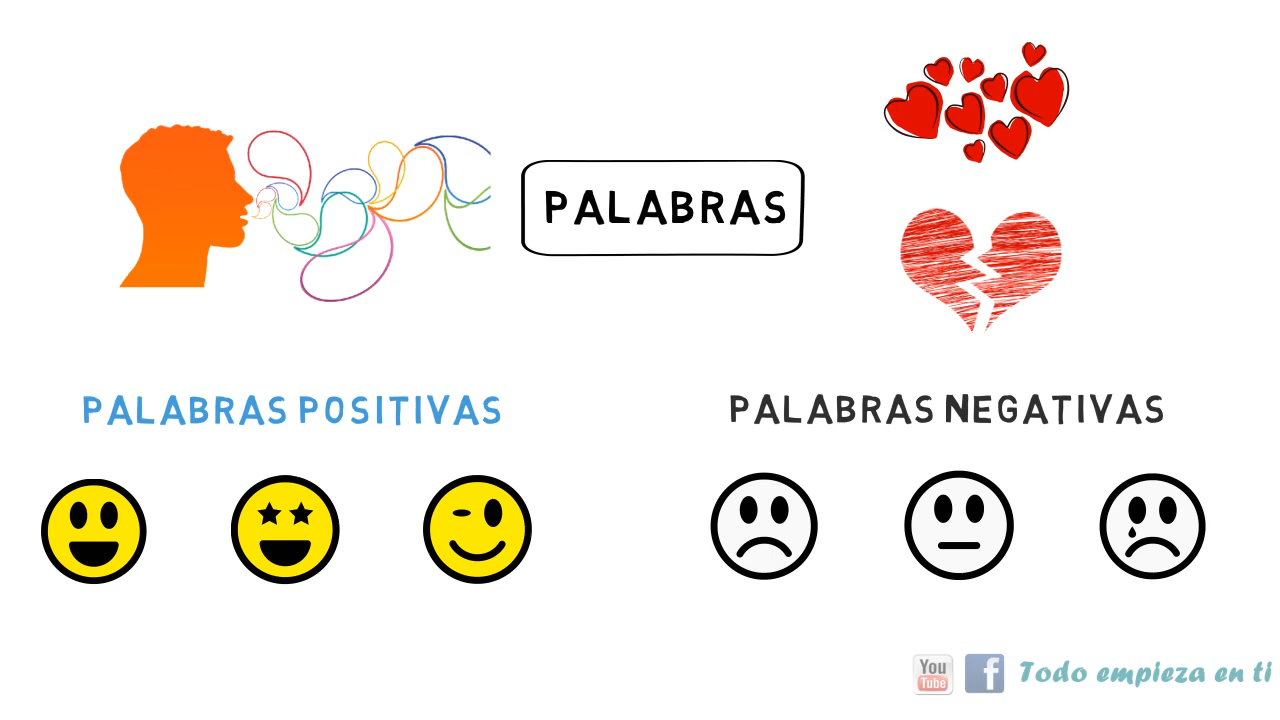 PALABRAS
PALABRAS POSITIVAS
PALABRAS NEGATIVAS
You
Tube
f
Todo empieza en ti